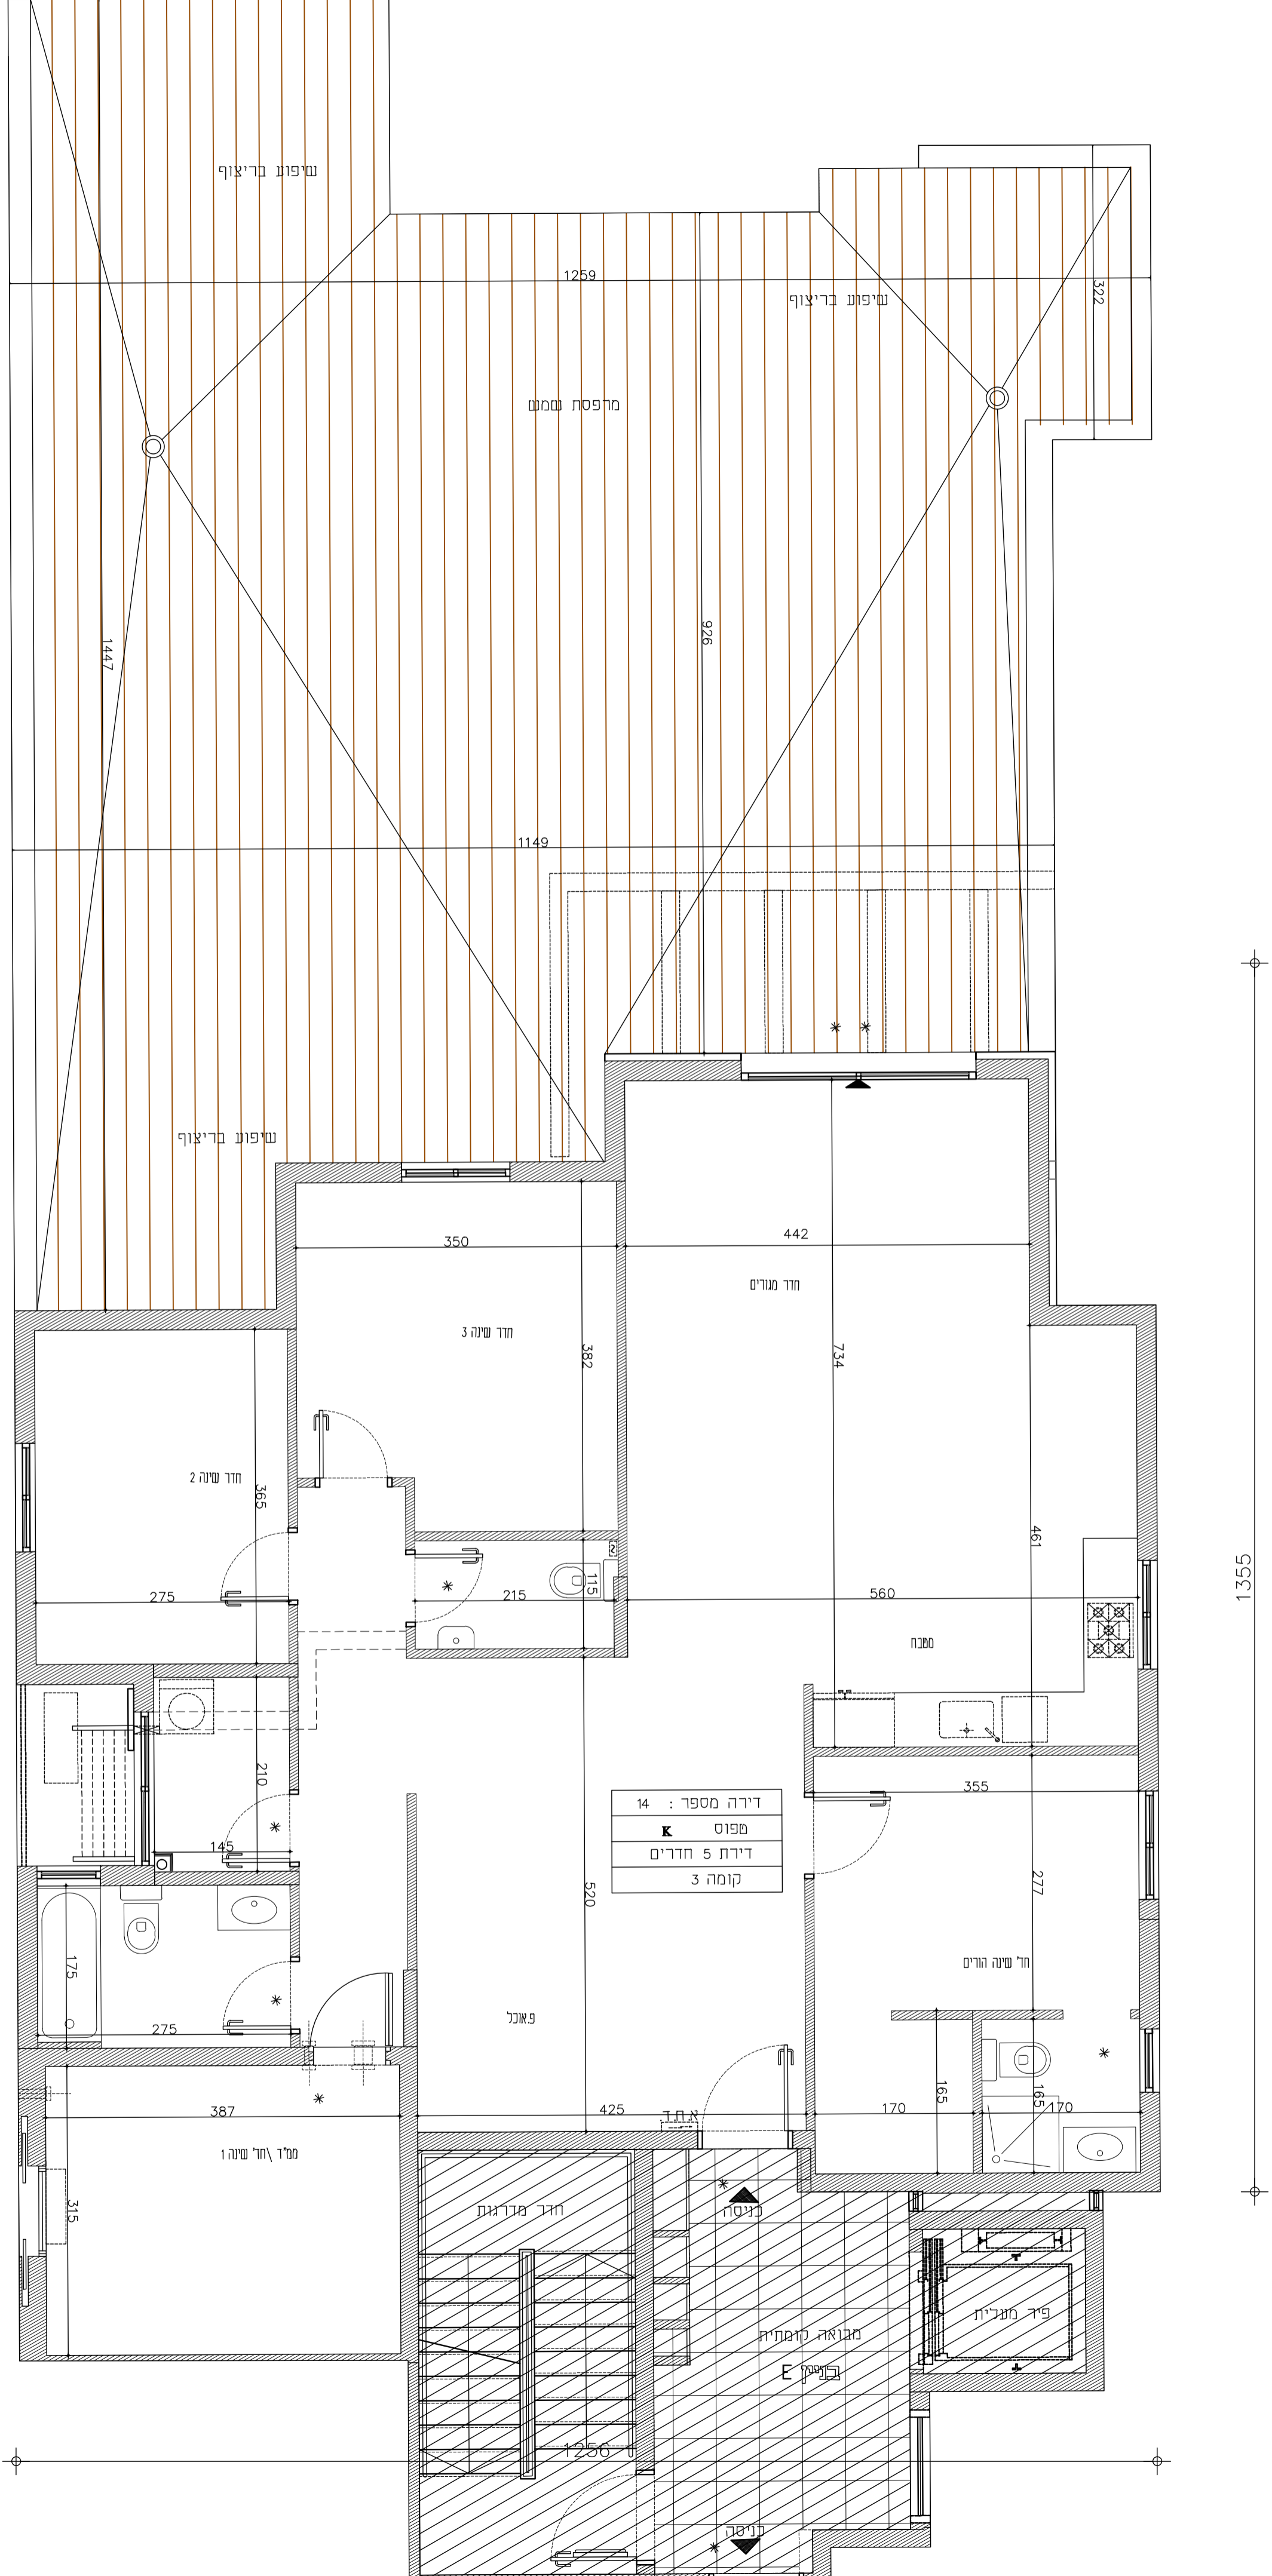 שיפוע בריצוף
1259
שיפוע בריצוף
322
מרפסת שמש
1447
926
1149
שיפוע בריצוף
350
442
חדר מגורים
חדר שינה 3
382
734
חדר שינה 2
365
461
1355
275
215
115
560
מטבח
210
145
דירה מספר : 14
טפוס K
דירת 5 חדרים
קומה 3
355
277
520
175
חד' שינה הורים
פ.אוכל
275
165
165
387
425
170
170
א.ח.ד.
ממ"ד \חד' שינה 1
315
חדר מדרגות
כניסה
פיר מעלית
מבואה קומתית
בניין E
1256
כניסה